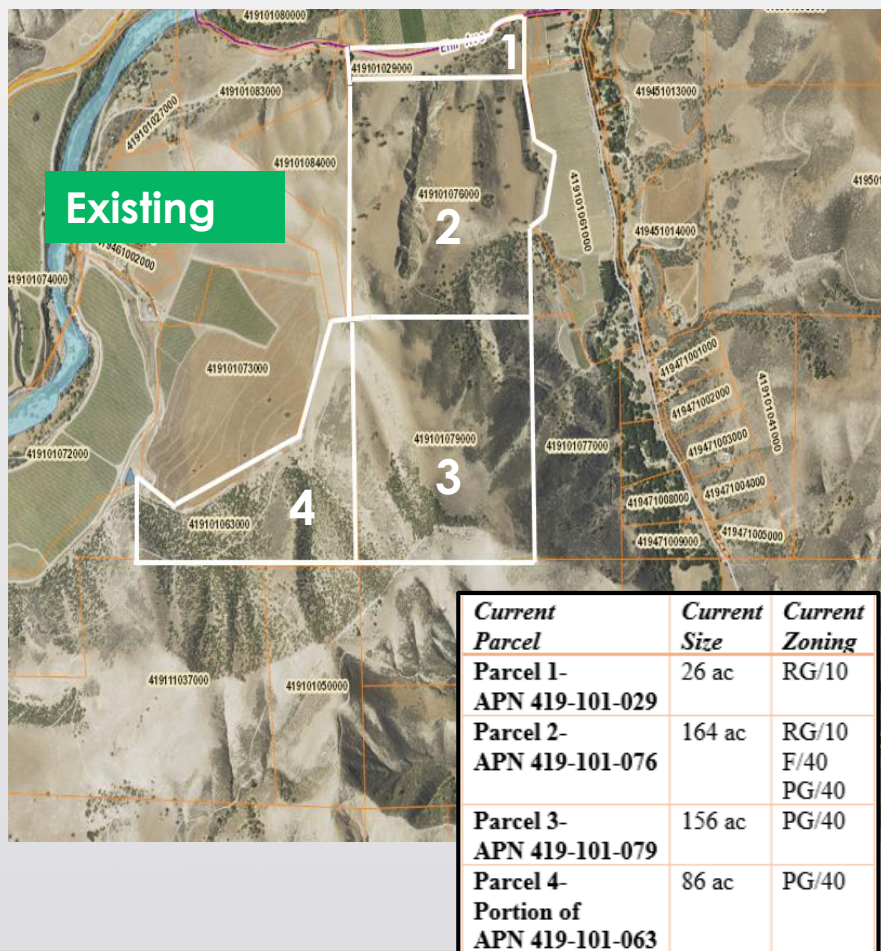 419101080000
Elm Ave
1
419101029000
419101083000
419101027000
419451013000
419101084000
419101076000
419101061000
Existing
2
419451014000
419461002000
419101074000
419101073000
419471001000
419471002000
419101041000
419101079000
419101077000
419471003000
419101072000
3
4
419471004000
419471008000
419101063000
419471005000
419471009000
419111037000
419101050000
Current Parcel Current Size Current Zoning
Parcel 1-
APN 419-101-029 26 ac RG/10
Parcel 2-
APN 419-101-076 164 ac RG/10
F/40
PG/40
Parcel 3-
APN 419-101-079 156 ac PG/40
Parcel 4-
Portion of
APN 419-101-063 86 ac PG/40